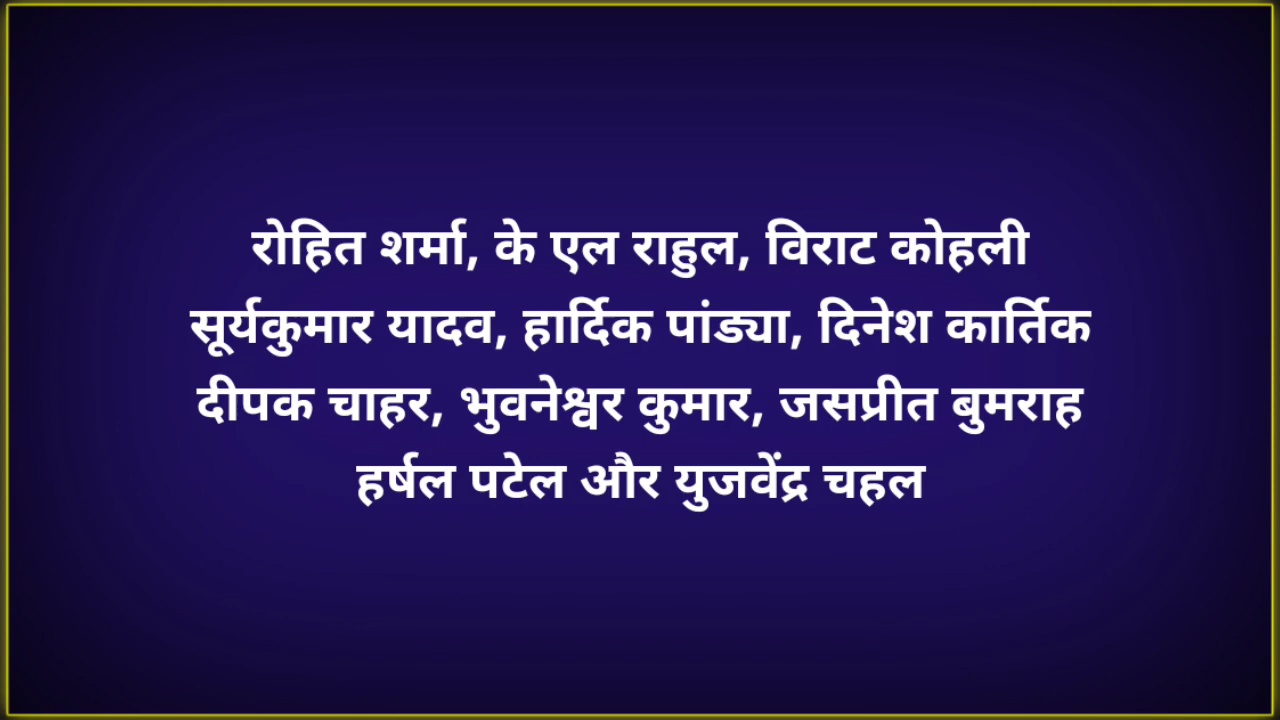 रोहित शर्मा, के एल राहुल, विराट कोहली
सूर्यकुमार यादव, हार्दिक पांड्या, दिनेश कार्तिक
दीपक चाहर, भुवनेश्वर कुमार, जसप्रीत बुमराह
हर्षल पटेल और युजवेंद्र चहल